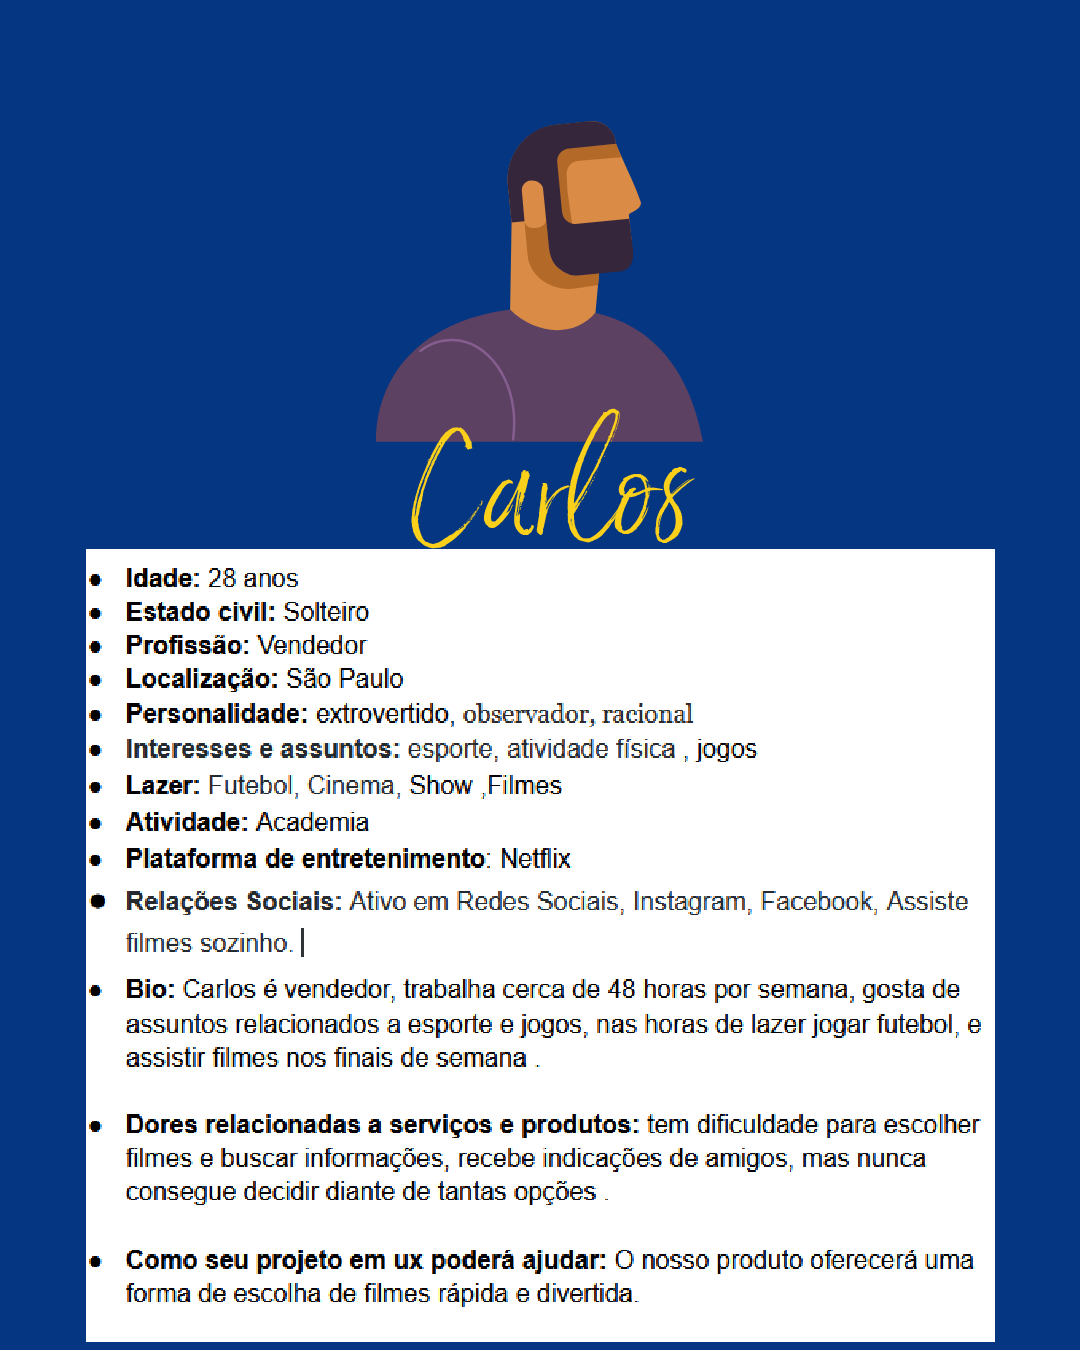 Carlos
● Idade: 28 anos
● Estado civil: Solteiro
● Profissão: Vendedor
● Localização: São Paulo
● Personalidade: extrovertido, observador, racional
● Interesses e assuntos: esporte, atividade física , jogos
● Lazer: Futebol, Cinema, Show ,Filmes
● Atividade: Academia
● Plataforma de entretenimento: Netflix
● Relações Sociais: Ativo em Redes Sociais, Instagram, Facebook, Assiste
filmes sozinho.
● Bio: Carlos é vendedor, trabalha cerca de 48 horas por semana, gosta de
assuntos relacionados a esporte e jogos, nas horas de lazer jogar futebol, e
assistir filmes nos finais de semana .
● Dores relacionadas a serviços e produtos: tem dificuldade para escolher
filmes e buscar informações, recebe indicações de amigos, mas nunca
consegue decidir diante de tantas opções .
● Como seu projeto em ux poderá ajudar: O nosso produto oferecerá uma
forma de escolha de filmes rápida e divertida.